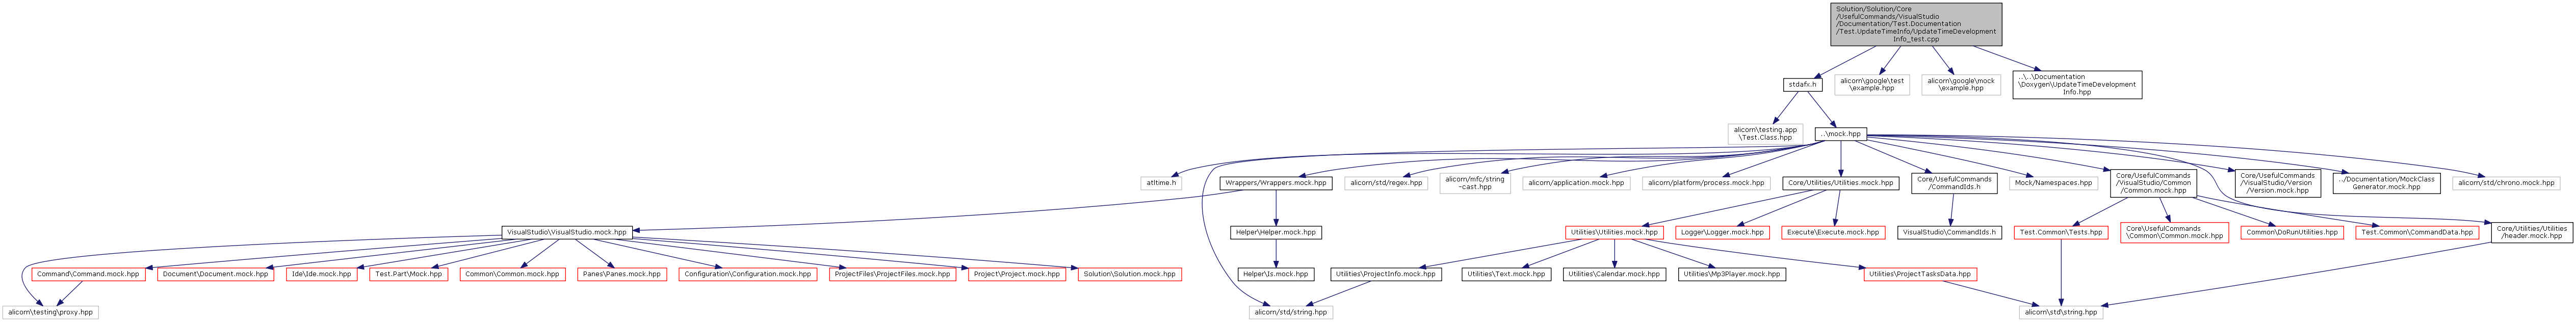 Solution/Solution/Core
/UsefulCommands/VisualStudio
/Documentation/Test.Documentation
/Test.UpdateTimeInfo/UpdateTimeDevelopment
Info_test.cpp
stdafx.h
alicorn\google\test
\example.hpp
alicorn\google\mock
\example.hpp
..\..\Documentation
\Doxygen\UpdateTimeDevelopment
Info.hpp
alicorn\testing.app
\Test.Class.hpp
..\mock.hpp
atltime.h
Wrappers/Wrappers.mock.hpp
alicorn/std/regex.hpp
alicorn/mfc/string
-cast.hpp
alicorn/application.mock.hpp
alicorn/platform/process.mock.hpp
Core/Utilities/Utilities.mock.hpp
Core/UsefulCommands
/CommandIds.h
Mock/Namespaces.hpp
Core/UsefulCommands
/VisualStudio/Common
/Common.mock.hpp
Core/UsefulCommands
/VisualStudio/Version
/Version.mock.hpp
../Documentation/MockClass
Generator.mock.hpp
alicorn/std/chrono.mock.hpp
VisualStudio\VisualStudio.mock.hpp
Helper\Helper.mock.hpp
Utilities\Utilities.mock.hpp
Logger\Logger.mock.hpp
Execute\Execute.mock.hpp
VisualStudio\CommandIds.h
Test.Common\Tests.hpp
Core\UsefulCommands
\Common\Common.mock.hpp
Common\DoRunUtilities.hpp
Test.Common\CommandData.hpp
Core/Utilities/Utilities
/header.mock.hpp
Command\Command.mock.hpp
Document\Document.mock.hpp
Ide\Ide.mock.hpp
Test.Part\Mock.hpp
Common\Common.mock.hpp
Panes\Panes.mock.hpp
Configuration\Configuration.mock.hpp
ProjectFiles\ProjectFiles.mock.hpp
Project\Project.mock.hpp
Solution\Solution.mock.hpp
Helper\Is.mock.hpp
Utilities\ProjectInfo.mock.hpp
Utilities\Text.mock.hpp
Utilities\Calendar.mock.hpp
Utilities\Mp3Player.mock.hpp
Utilities\ProjectTasksData.hpp
alicorn\testing\proxy.hpp
alicorn/std/string.hpp
alicorn\std\string.hpp